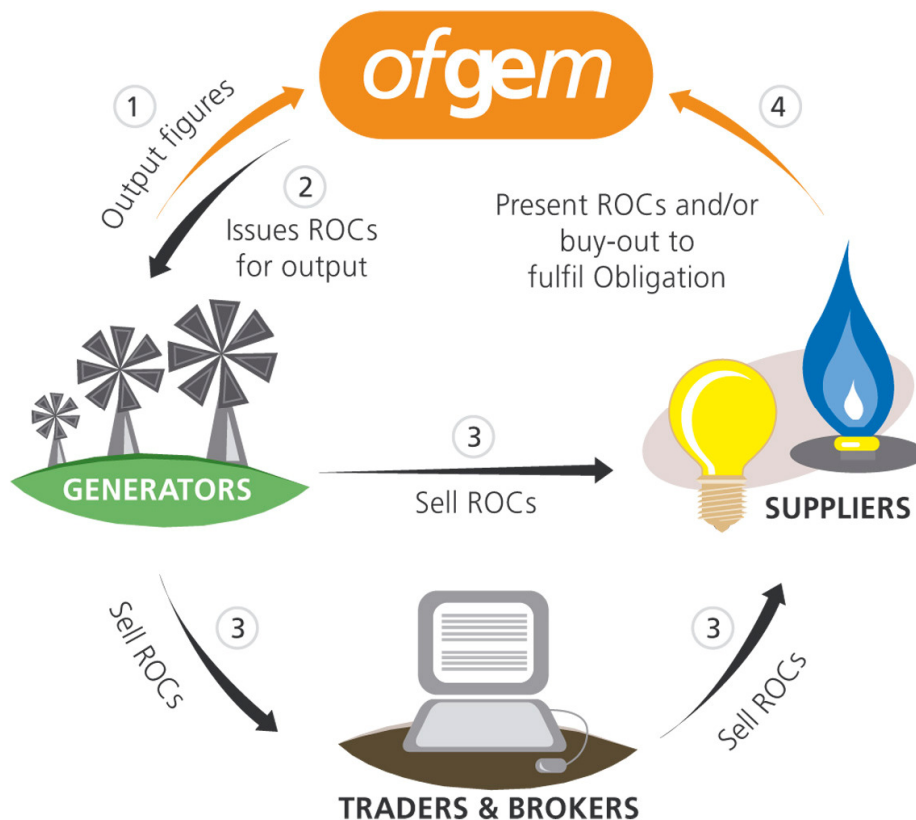 ofgem
1
Output figures
2
Issues ROCs
for output
4
Present ROCs and/or
buy-out to
fulfil Obligation
GENERATORS
3
Sell ROCs
SUPPLIERS
3
Sell ROCs
3
Sell ROCs
TRADERS & BROKERS